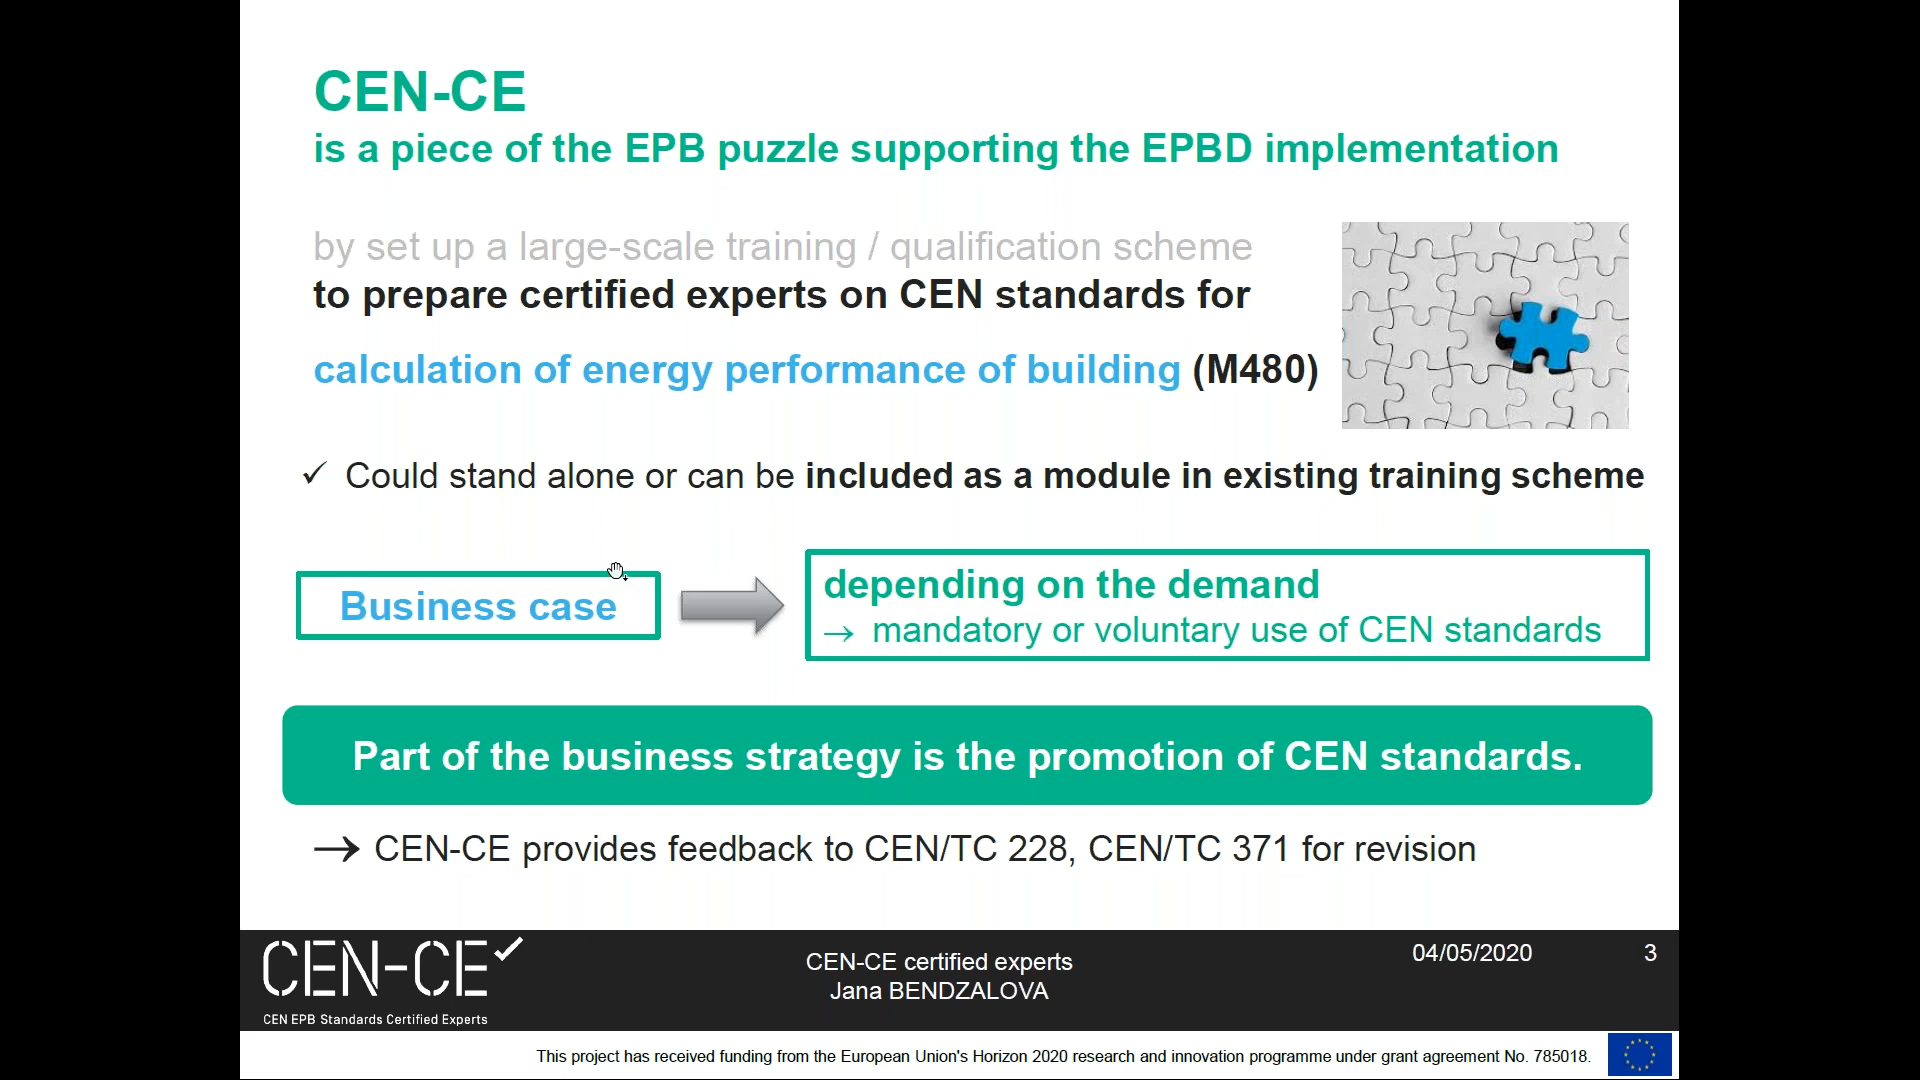 CEN-CE
is a piece of the EPB puzzle supporting the EPBD implementation
by set up a large-scale training / qualification scheme
to prepare certified experts on CEN standards for
calculation of energy performance of building (M480)
✓ Could stand alone or can be included as a module in existing training scheme
Business case
depending on the demand
→ mandatory or voluntary use of CEN standards
Part of the business strategy is the promotion of CEN standards.
→ CEN-CE provides feedback to CEN/TC 228, CEN/TC 371 for revision
CEN-CE✓
CEN EPB Standards Certified Experts
CEN-CE certified experts
Jana BENDZALOVA
04/05/2020
3
This project has received funding from the European Union's Horizon 2020 research and innovation programme under grant agreement No. 785018.